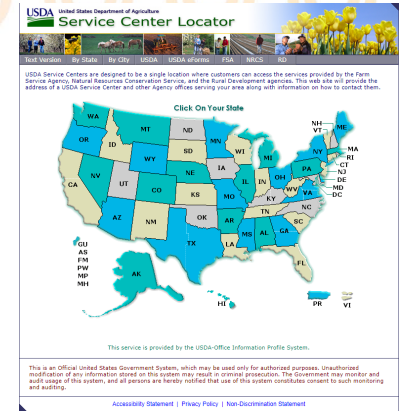 USDA United States Department of Agriculture
Service Center Locator
Text Version By State By City USDA USDA eForms FSA NRCS RD
USDA Service Centers are designed to be a single location where customers can access the services provided by the Farm
Service Agency, Natural Resources Conservation Service, and the Rural Development agencies. This web site will provide the
address of a USDA Service Center and other Agency offices serving your area along with information on how to contact them.
Click On Your State
WA
MT
ND
MN
NH
VT
ME
OR
ID
SD
WI
MI
NY
MA
RI
WY
IA
PA
CT
NJ
NV
NE
IL
IN
OH
DE
UT
CO
MO
WV
VA
MD
DC
CA
KS
KY
NC
TN
AZ
NM
OK
AR
SC
MS
AL
GA
TX
LA
GU
AS
FM
PW
MP
MH
FL
AK
HI
PR
VI
This service is provided by the USDA-Office Information Profile System.
This is an Official United States Government System, which may be used only for authorized purposes. Unauthorized
modification of any information stored on this system may result in criminal prosecution. The Government may monitor and
audit usage of this system, and all persons are hereby notified that use of this system constitutes consent to such monitoring
and auditing.
Accessibility Statement | Privacy Policy | Non-Discrimination Statement